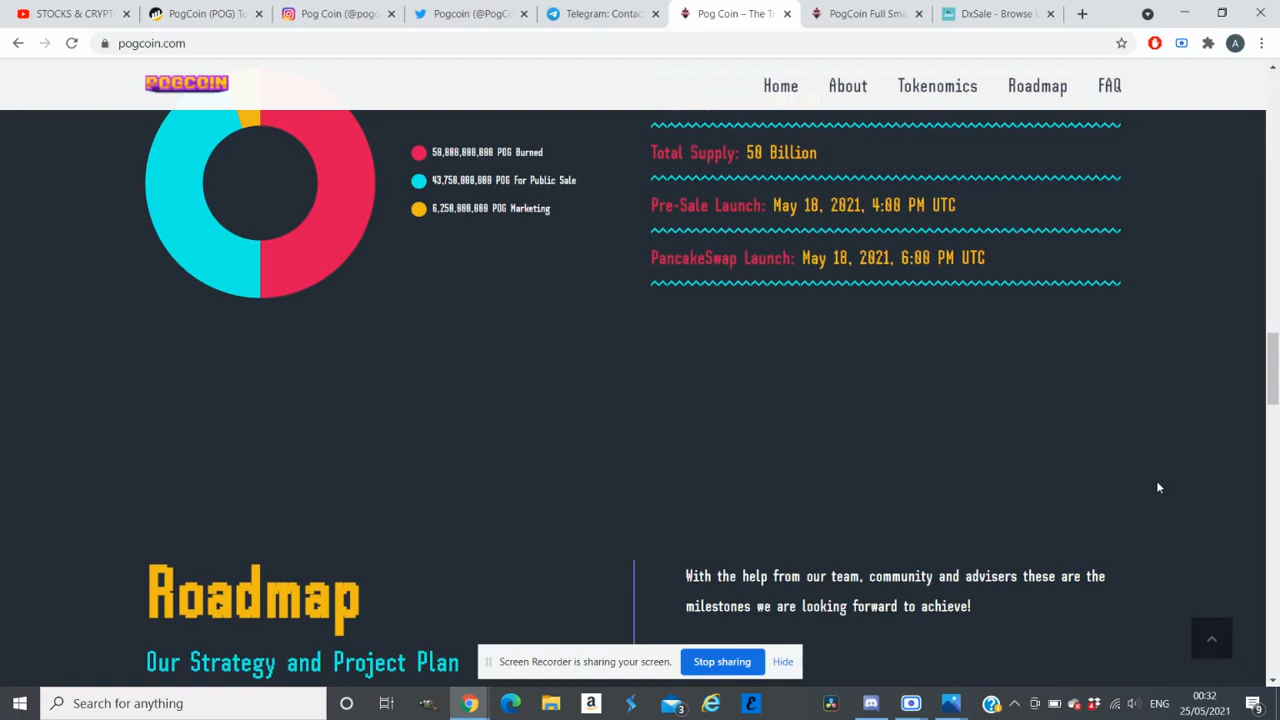 STOCKS & CRYPT
PogCoin (POG) To
Pog Coin (@pogc
Pogcoin (@PogC
Telegram: Contac
Pog Coin – The Tr
PogCoin Full Sma
DxSale - Browse L
pogcoin.com
A
POGCOIN
Home
About
Tokenomics
Roadmap
FAQ
50,000,000,000 POG Burned
43,750,000,000 POG For Public Sale
6,250,000,000 POG Marketing
Total Supply: 50 Billion
Pre-Sale Launch: May 18, 2021, 4:00 PM UTC
PancakeSwap Launch: May 18, 2021, 6:00 PM UTC
Roadmap
Our Strategy and Project Plan
With the help from our team, community and advisers these are the
milestones we are looking forward to achieve!
Screen Recorder is sharing your screen.
Stop sharing
Hide
Search for anything
3
ENG
00:32
25/05/2021
9